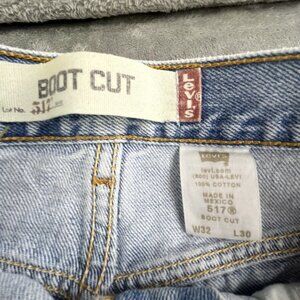 BOOT CUT
Lot No. 517
Levi's®
Levi's
levi.com
(800) USA-LEVI
100% COTTON
MADE IN
MEXICO
517®
BOOT CUT
W32 L30